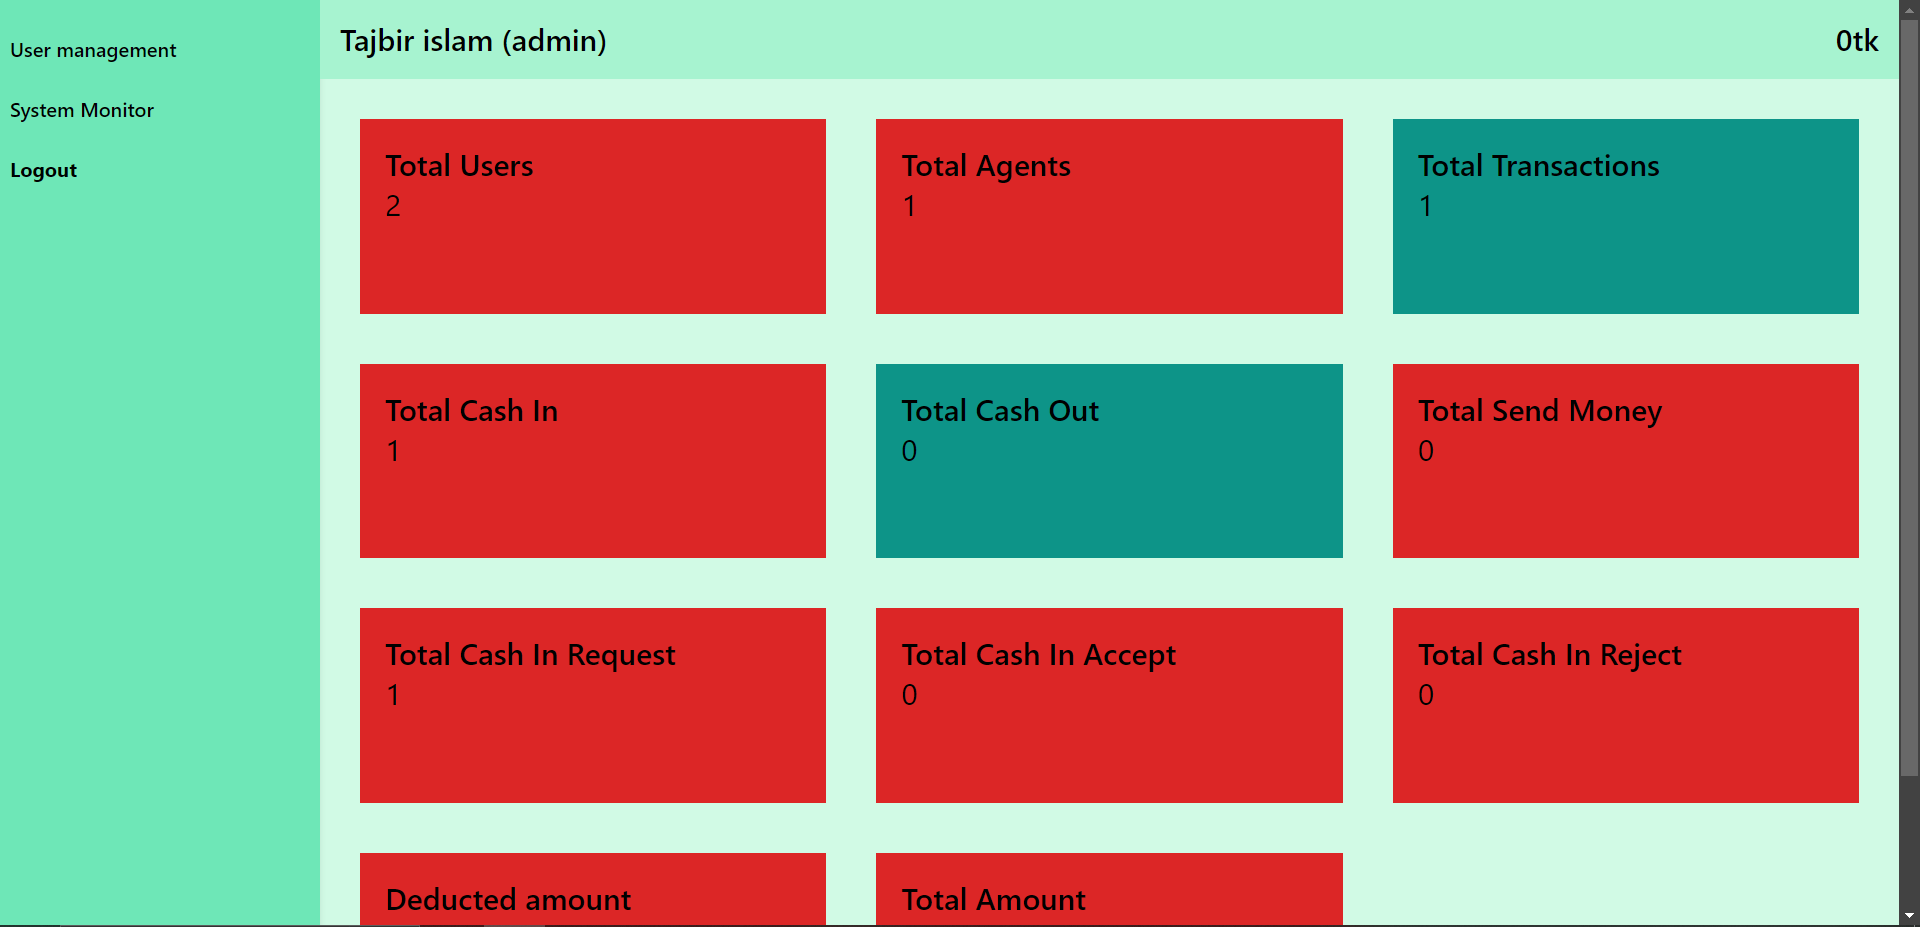 User management
System Monitor
Logout
Tajbir islam (admin)
0tk
Total Users
2
Total Agents
1
Total Transactions
1
Total Cash In
1
Total Cash Out
0
Total Send Money
0
Total Cash In Request
1
Total Cash In Accept
0
Total Cash In Reject
0
Deducted amount
Total Amount